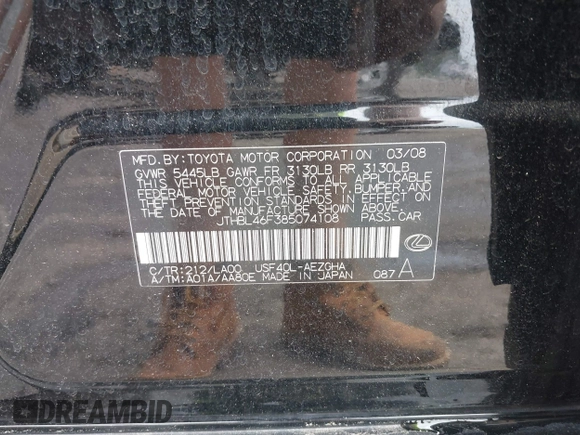 MFD. BY: TOYOTA MOTOR CORPORATION 03/08
GVWR 5445LB GAWR FR 3130LB RR 3130LB
THIS VEHICLE CONFORMS TO ALL APPLICABLE
FEDERAL MOTOR VEHICLE SAFETY, BUMPER, AND
THEFT PREVENTION STANDARDS IN EFFECT ON
THE DATE OF MANUFACTURE SHOWN ABOVE.
JTHBL46F385074108 PASS.CAR
C/TR:212/LA00 USF40L-AEZGHA
A/TM:A01A/AA80E MADE IN JAPAN 087 A
DREAMBID